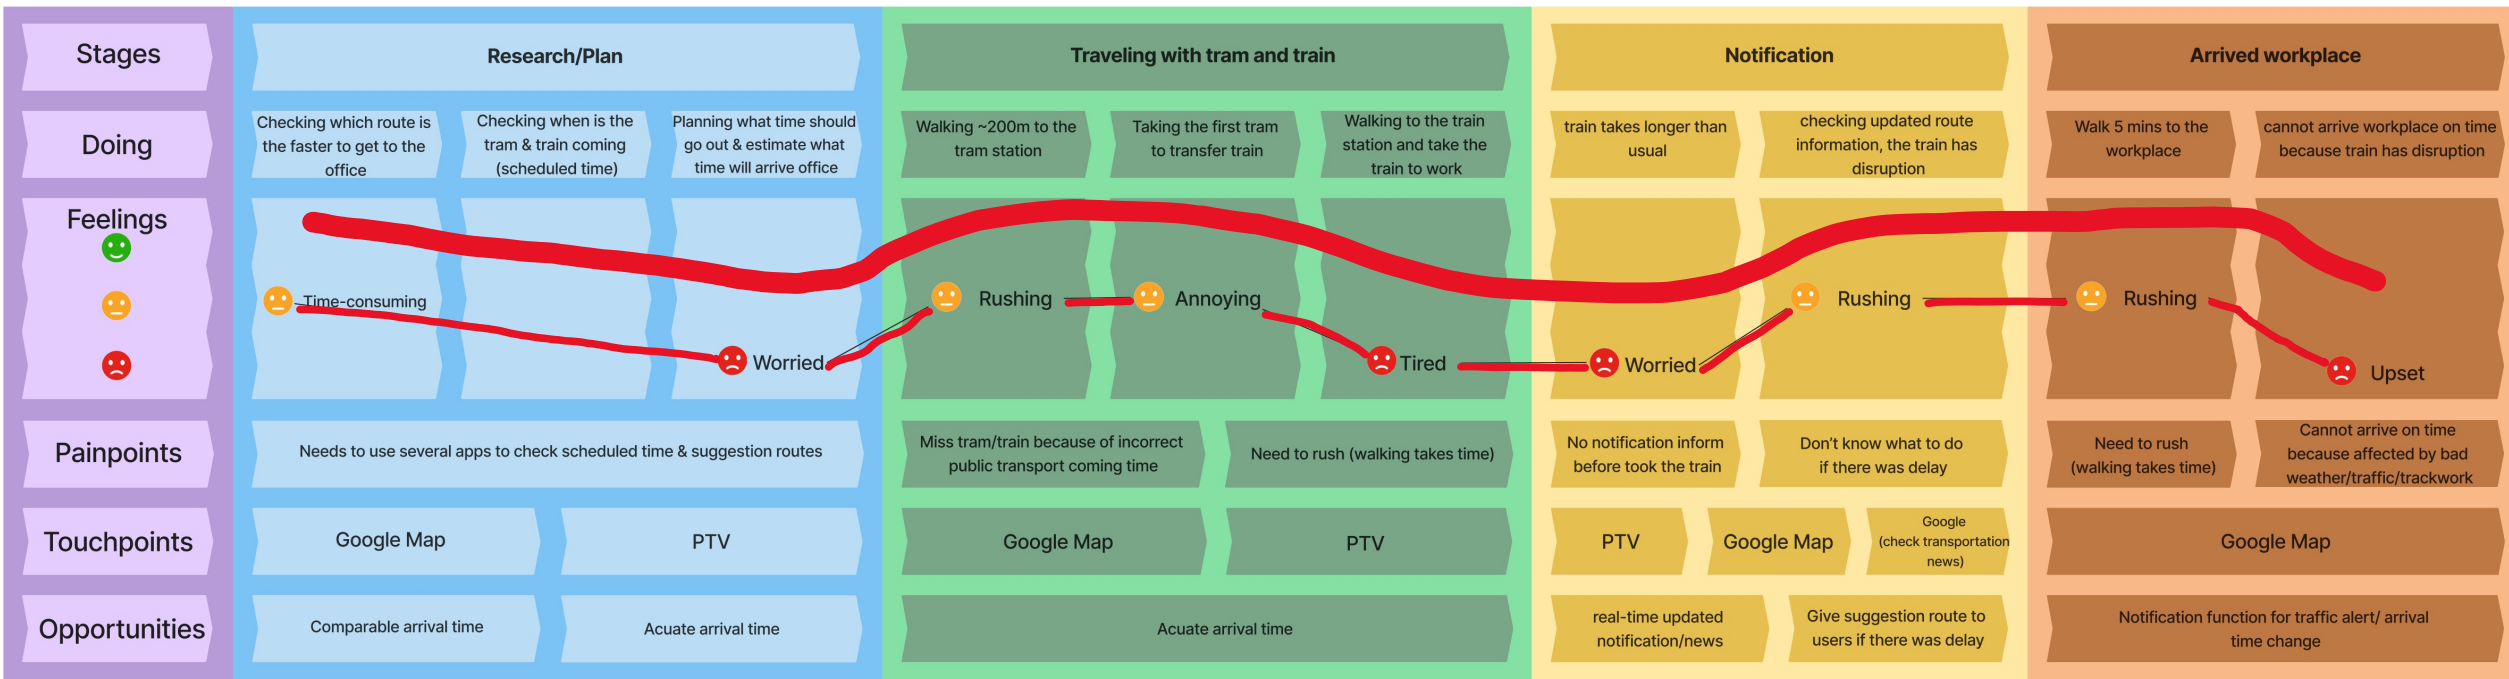 Stages
Research/Plan
Traveling with tram and train
Notification
Arrived workplace
Doing
Checking which route is
the faster to get to the
office
Checking when is the
tram & train coming
(scheduled time)
Planning what time should
go out & estimate what
time will arrive office
Walking ~200m to the
tram station
Taking the first tram
to transfer train
Walking to the train
station and take the
train to work
train takes longer than
usual
checking updated route
information, the train has
disruption
Walk 5 mins to the
workplace
cannot arrive workplace on time
because train has disruption
Feelings
Time-consuming
Worried
Rushing
Annoying
Tired
Worried
Rushing
Rushing
Upset
Painpoints
Needs to use several apps to check scheduled time & suggestion routes
Miss tram/train because of incorrect
public transport coming time
Need to rush (walking takes time)
No notification inform
before took the train
Don't know what to do
if there was delay
Need to rush
(walking takes time)
Cannot arrive on time
because affected by bad
weather/traffic/trackwork
Touchpoints
Google Map
PTV
Google Map
PTV
PTV
Google Map
Google
(check transportation
news)
Google Map
Opportunities
Comparable arrival time
Acuate arrival time
Acuate arrival time
real-time updated
notification/news
Give suggestion route to
users if there was delay
Notification function for traffic alert/ arrival
time change